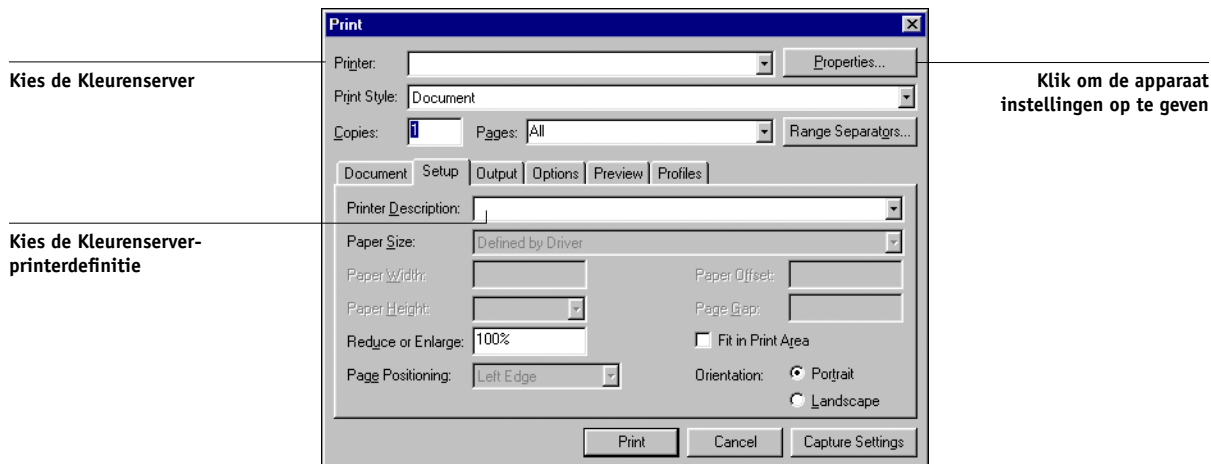 Print
Kies de Kleurenserver
Printer:
Properties...
Klik om de apparaat
instellingen op te geven
Print Style: Document
Copies: 1 Pages: All Range Separators...
Document Setup Output Options Preview Profiles
Printer Description:
Kies de Kleurenserver-
printerdefinitie
Paper Size: Defined by Driver
Paper Width: Paper Offset:
Paper Height: Page Gap:
Reduce or Enlarge: 100% Fit in Print Area
Page Positioning: Left Edge Orientation: Portrait
Landscape
Print Cancel Capture Settings